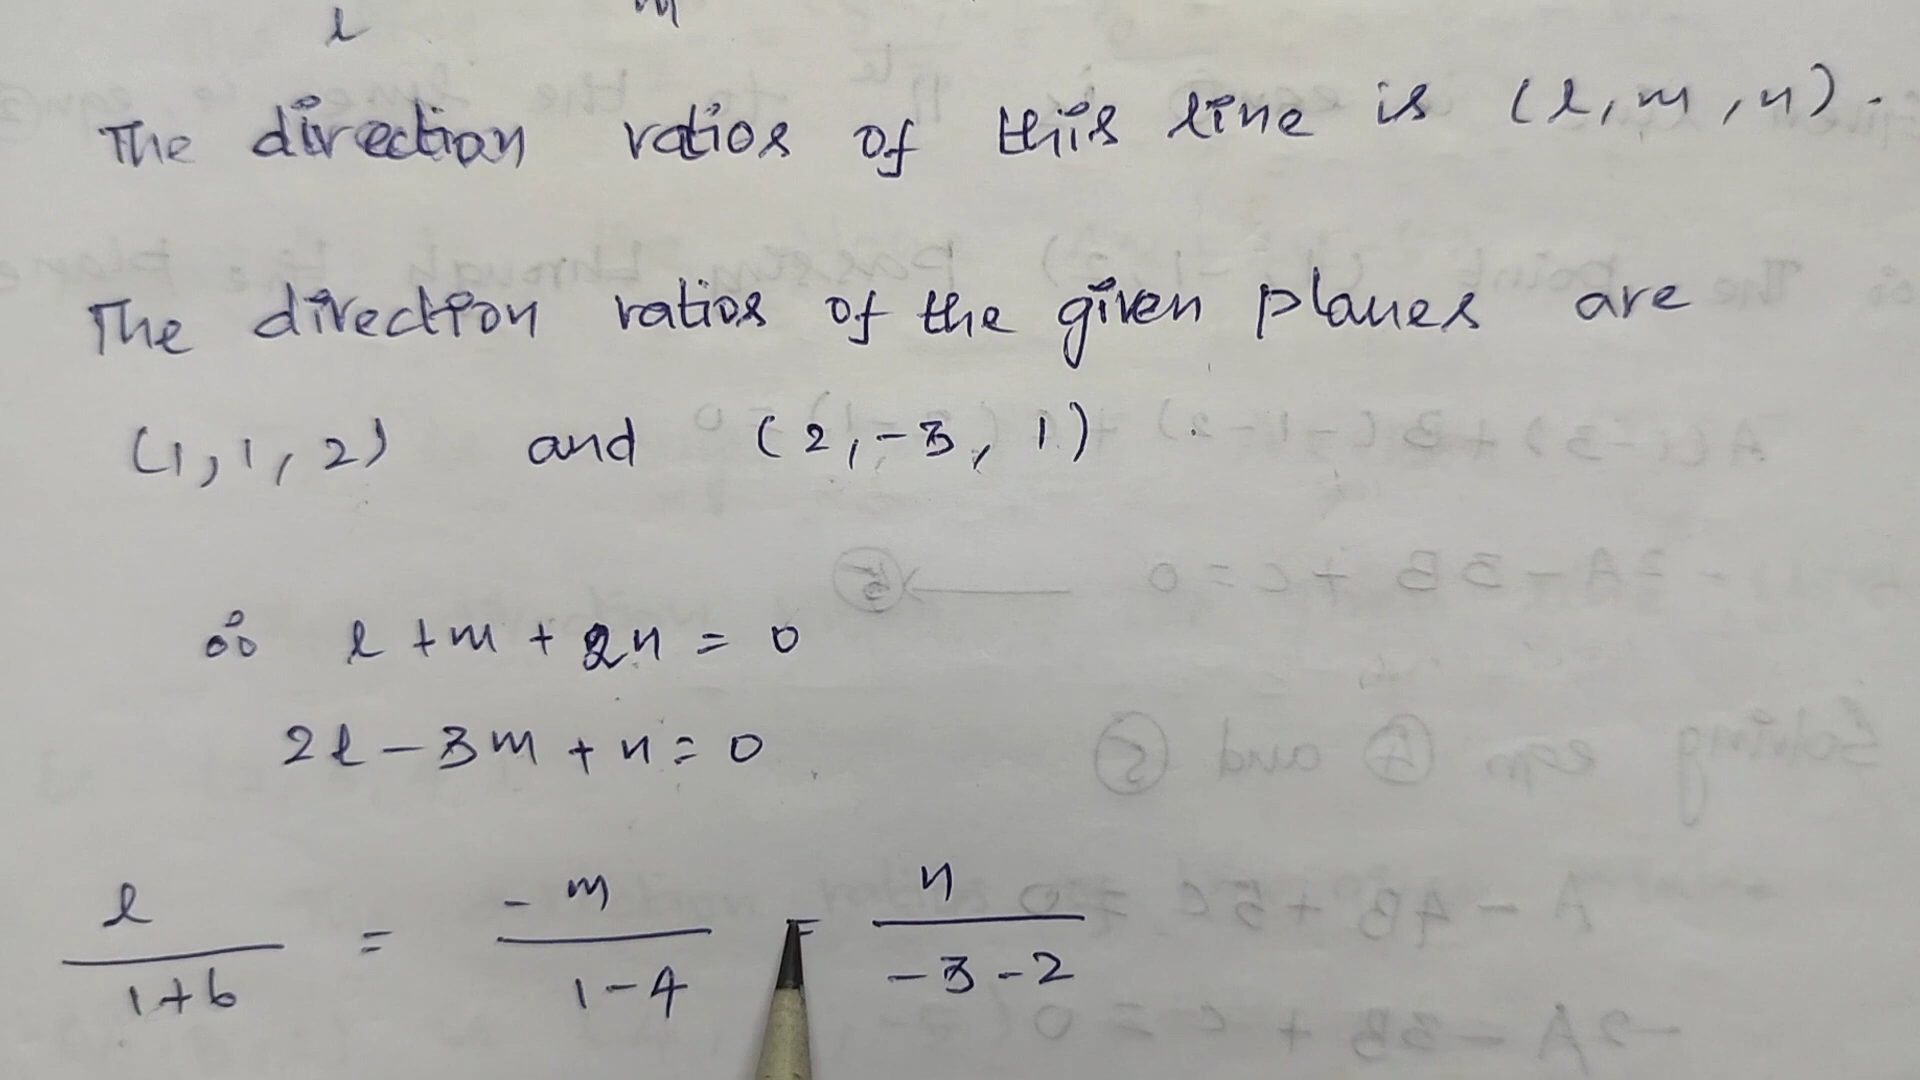 l m
The direction ratios of this line is (l, m, n).
The direction ratios of the given planes are
(1, 1, 2) and (2, -3, 1)
∴ l + m + 2n = 0
2l - 3m + n = 0
l / 1+6 = -m / 1-4 = n / -3-2